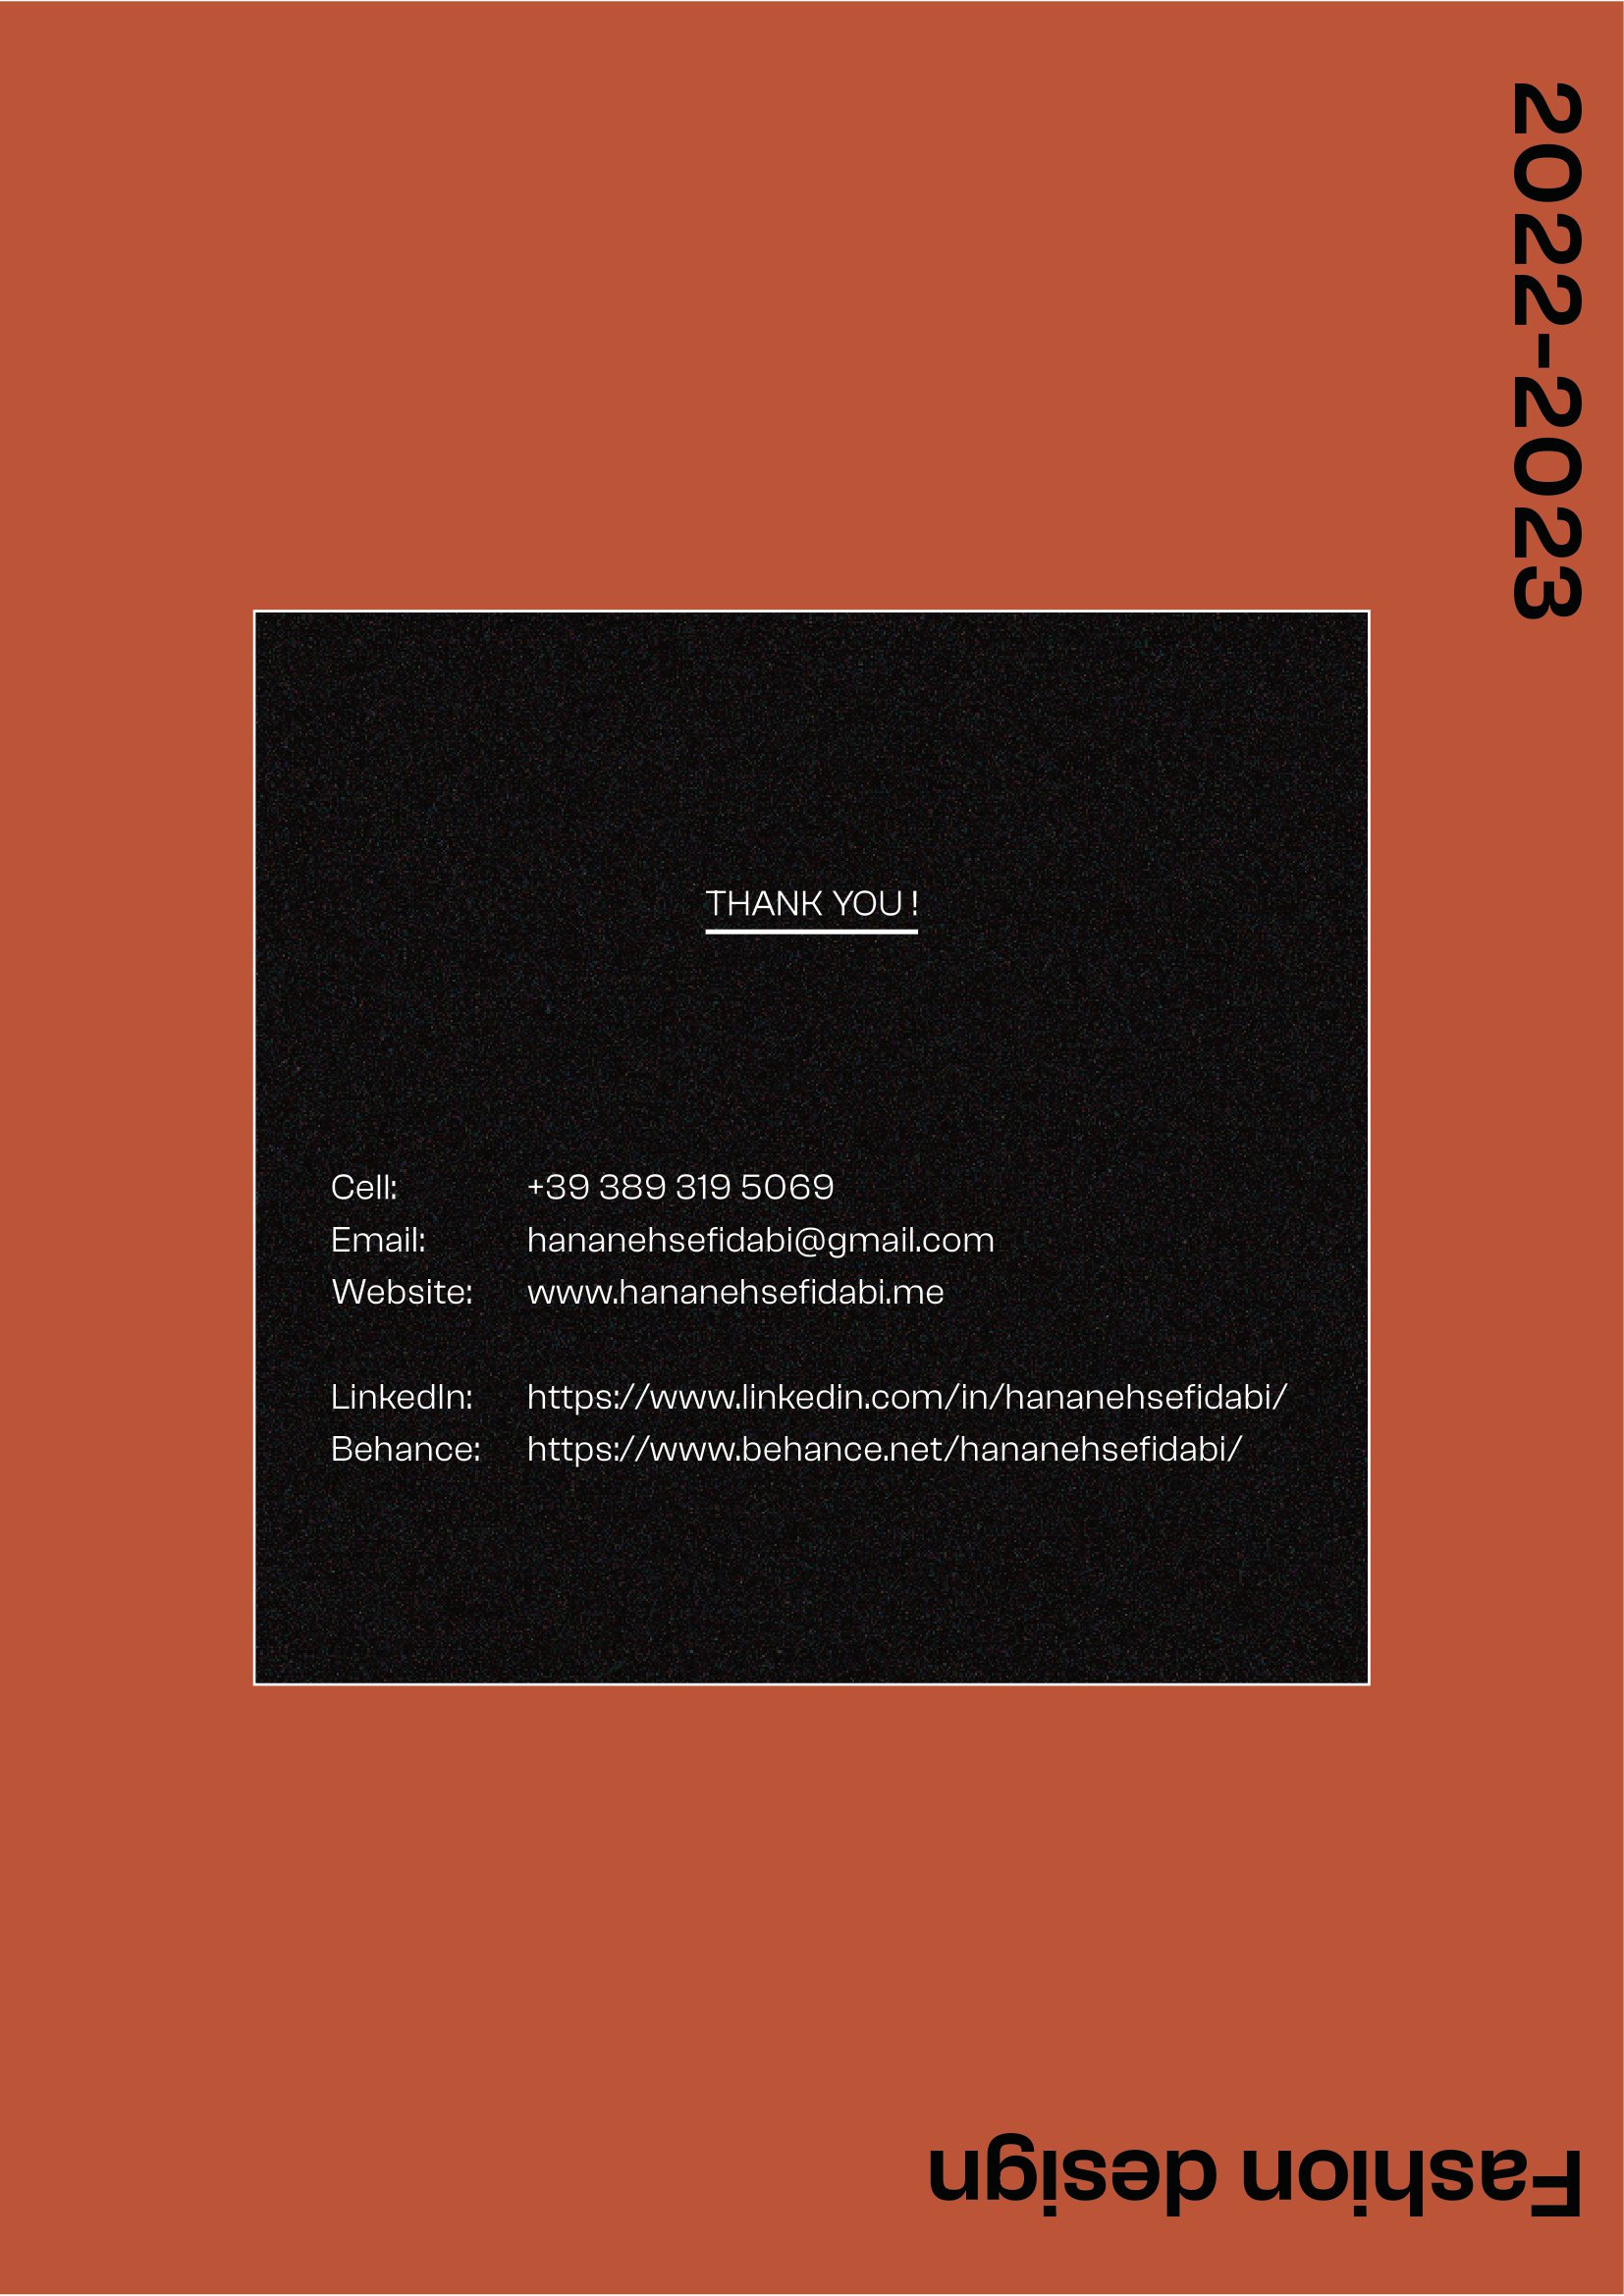 2022-2023
THANK YOU !
Cell: +39 389 319 5069
Email: hananehsefidabi@gmail.com
Website: www.hananehsefidabi.me
LinkedIn: https://www.linkedin.com/in/hananehsefidabi/
Behance: https://www.behance.net/hananehsefidabi/
Fashion design